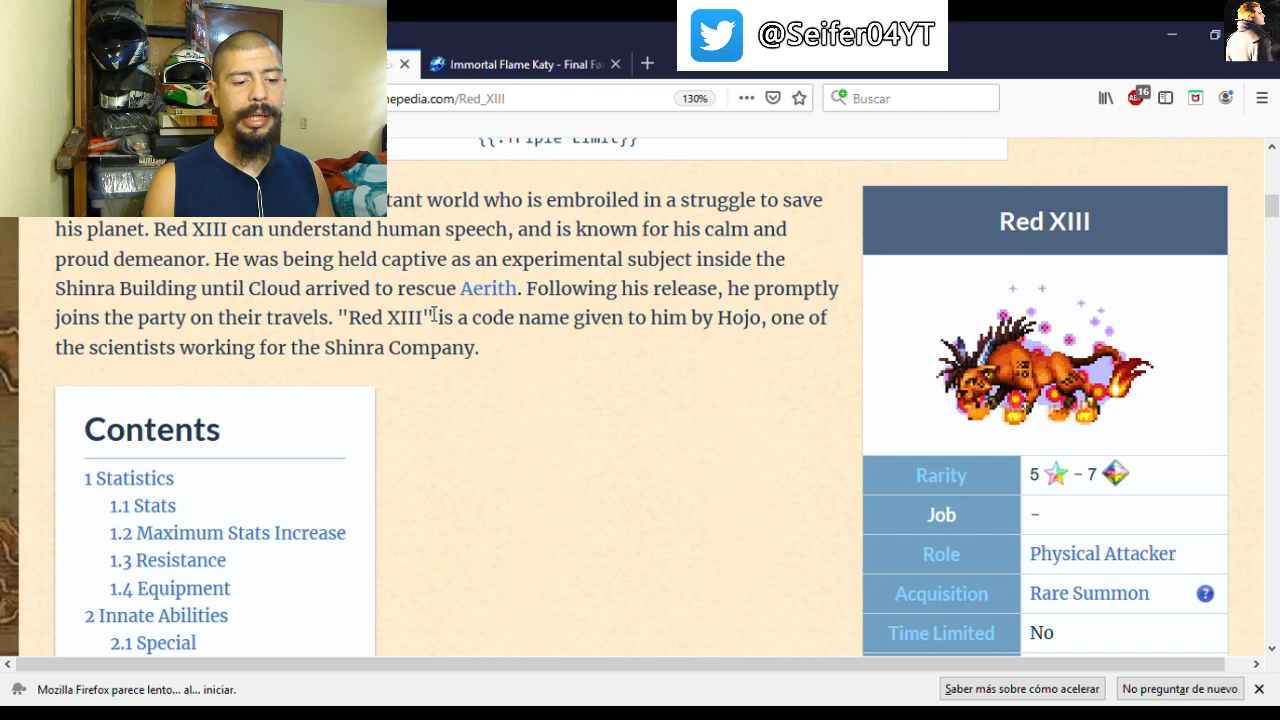 @Seifer04YT
Immortal Flame Katy - Final Fa
nepedia.com/Red_XIII
130%
Buscar
16
{{:Triple Limit}}
tant world who is embroiled in a struggle to save
his planet. Red XIII can understand human speech, and is known for his calm and
proud demeanor. He was being held captive as an experimental subject inside the
Shinra Building until Cloud arrived to rescue Aerith. Following his release, he promptly
joins the party on their travels. "Red XIII" is a code name given to him by Hojo, one of
the scientists working for the Shinra Company.
Contents
1 Statistics
1.1 Stats
1.2 Maximum Stats Increase
1.3 Resistance
1.4 Equipment
2 Innate Abilities
2.1 Special
Red XIII
Rarity 5 - 7
Job -
Role Physical Attacker
Acquisition Rare Summon ?
Time Limited No
Mozilla Firefox parece lento... al... iniciar.
Saber más sobre cómo acelerar
No preguntar de nuevo